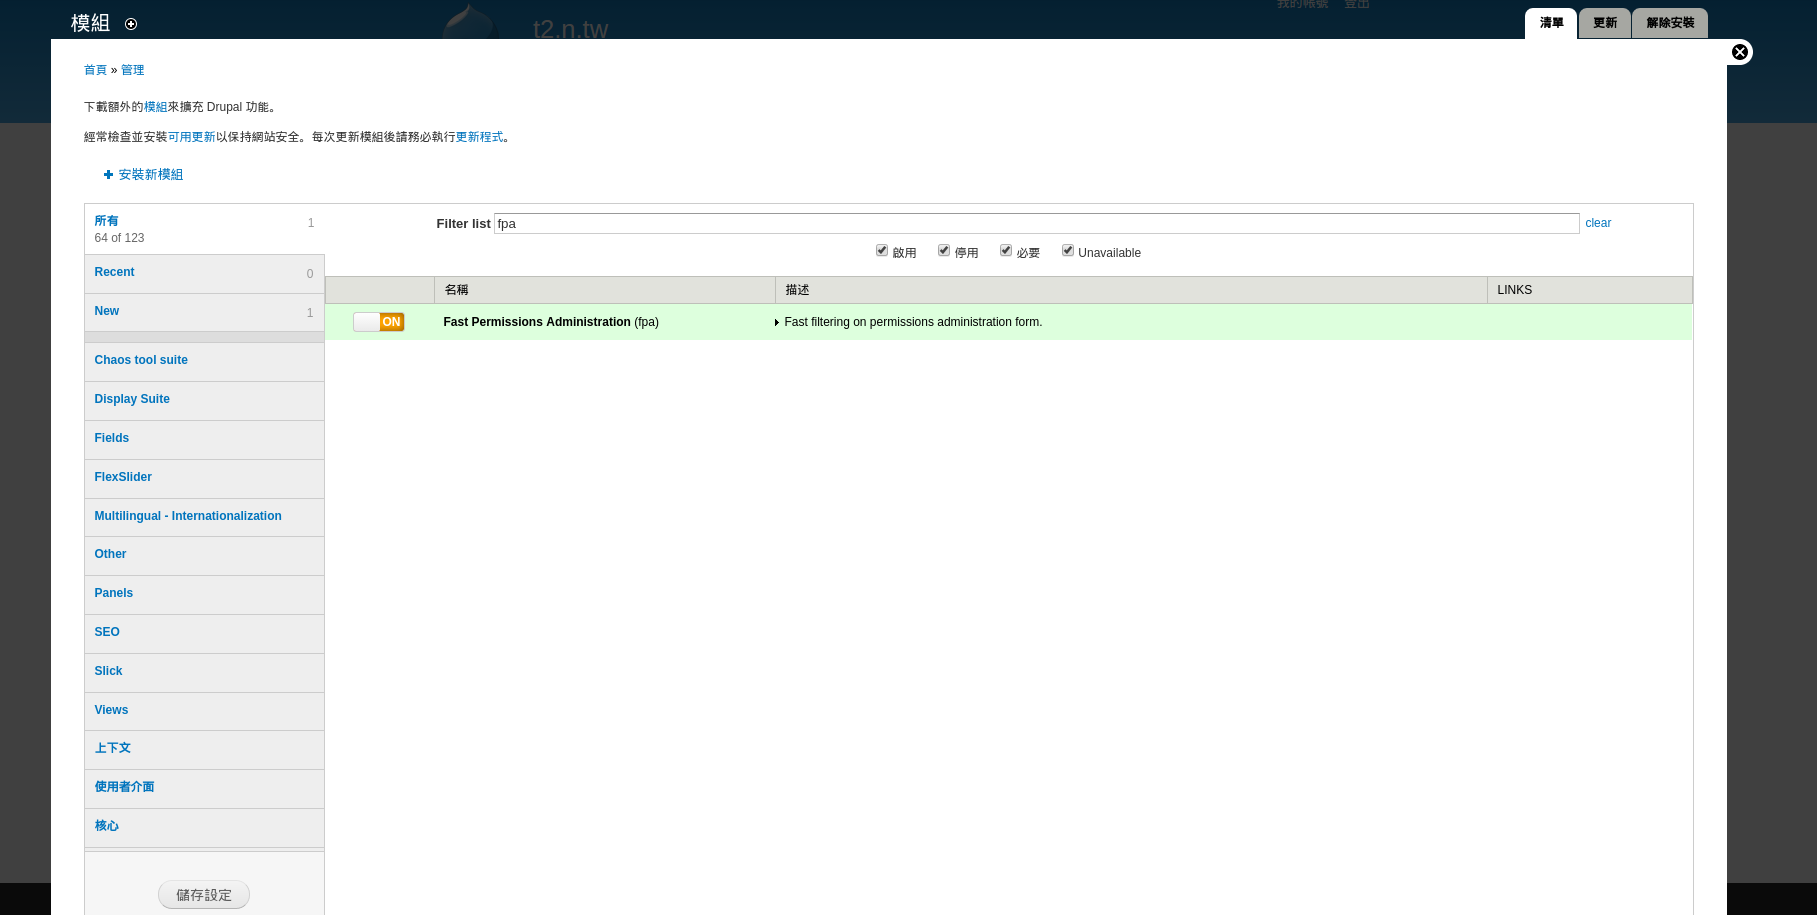 我的帳號 登出
模組
t2.n.tw
清單 更新 解除安裝
首頁 » 管理
下載額外的模組來擴充 Drupal 功能。
經常檢查並安裝可用更新以保持網站安全。每次更新模組後請務必執行更新程式。
安裝新模組
所有 1
64 of 123
Recent 0
New 1
Chaos tool suite
Display Suite
Fields
FlexSlider
Multilingual - Internationalization
Other
Panels
SEO
Slick
Views
上下文
使用者介面
核心
儲存設定
Filter list fpa clear
啟用 停用 必要 Unavailable
名稱 描述 LINKS
ON Fast Permissions Administration (fpa) Fast filtering on permissions administration form.